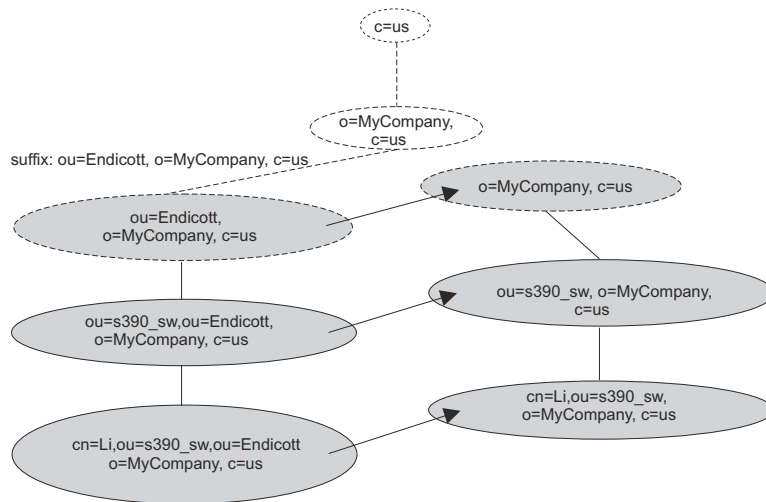 c=us
o=MyCompany,
c=us
suffix: ou=Endicott, o=MyCompany, c=us
o=MyCompany, c=us
ou=Endicott,
o=MyCompany, c=us
ou=s390_sw, o=MyCompany,
c=us
ou=s390_sw,ou=Endicott,
o=MyCompany, c=us
cn=Li,ou=s390_sw,
o=MyCompany, c=us
cn=Li,ou=s390_sw,ou=Endicott
o=MyCompany, c=us